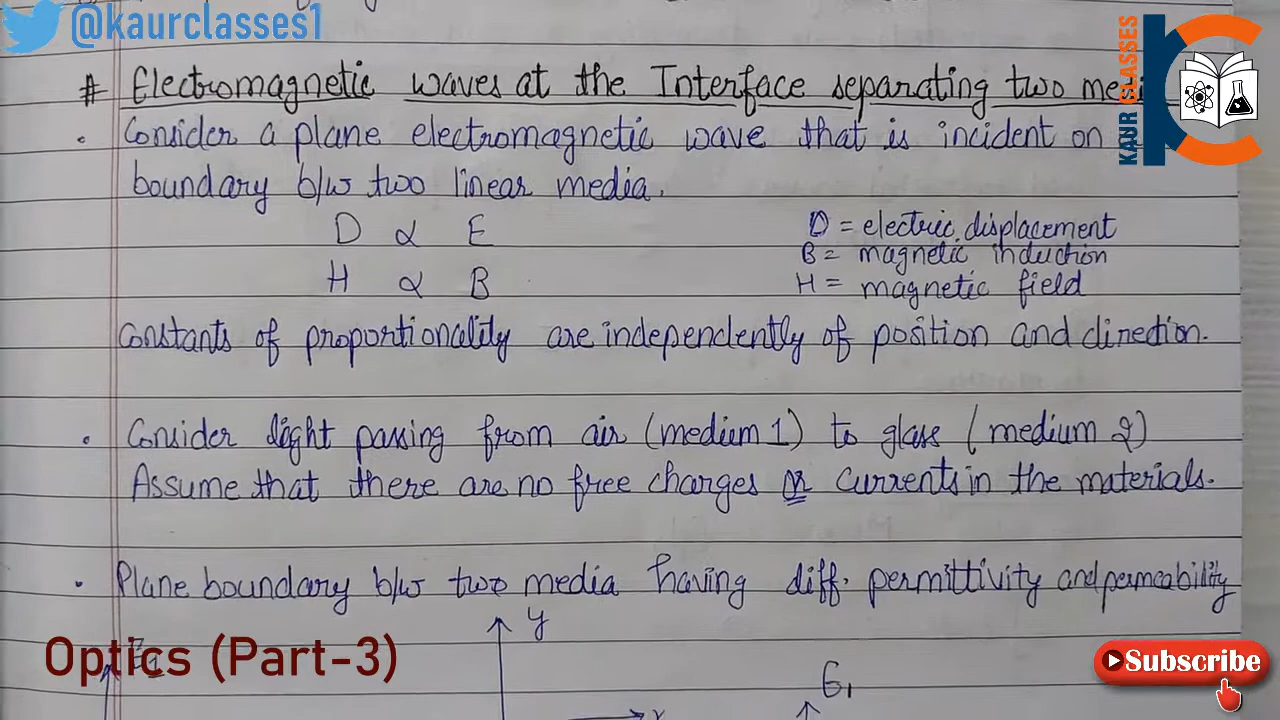 @kaurclasses1
KAUR CLASSES
# Electromagnetic waves at the Interface separating two medi
• Consider a plane electromagnetic wave that is incident on
boundary b/w two linear media.
D ∝ E
H ∝ B
D = electric displacement
B = magnetic induction
H = magnetic field
Constants of proportionality are independently of position and direction.
• Consider light passing from air (medium 1) to glass (medium 2)
Assume that there are no free charges or currents in the materials.
• Plane boundary b/w two media having diff. permittivity and permeability
y
E1
x
Optics (Part-3)
Subscribe